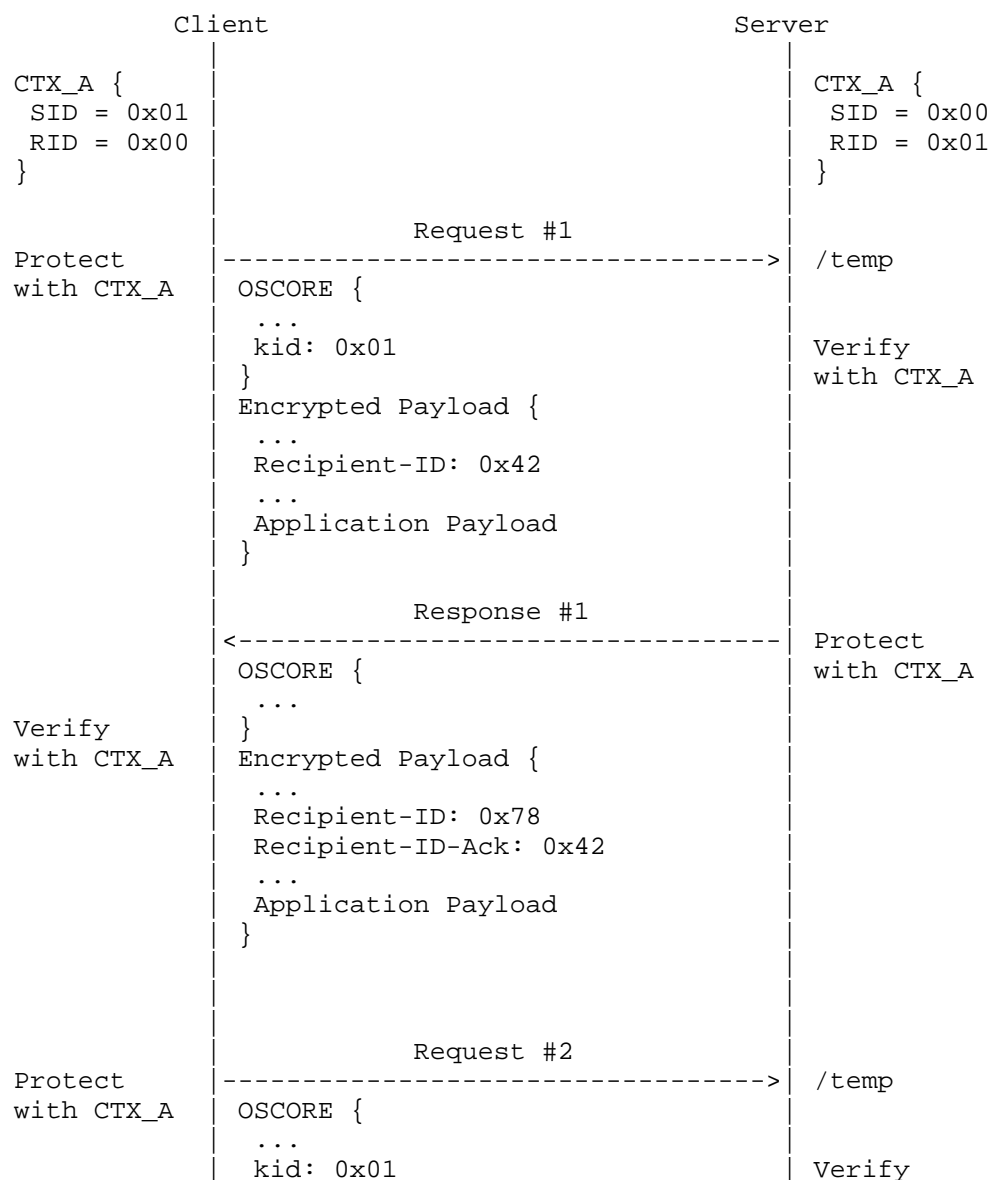 Client                             Server
          |                                   |
CTX_A {   |                                   | CTX_A {
 SID = 0x01                                   |  SID = 0x00
 RID = 0x00                                   |  RID = 0x01
}         |                                   | }
          |                                   |
          |            Request #1             |
Protect   |---------------------------------->| /temp
with CTX_A | OSCORE {                         |
          |  ...                              |
          |  kid: 0x01                        | Verify
          | }                                 | with CTX_A
          | Encrypted Payload {               |
          |  ...                              |
          |  Recipient-ID: 0x42               |
          |  ...                              |
          |  Application Payload              |
          | }                                 |
          |                                   |
          |            Response #1            |
          |<----------------------------------| Protect
          | OSCORE {                          | with CTX_A
          |  ...                              |
Verify    | }                                 |
with CTX_A | Encrypted Payload {              |
          |  ...                              |
          |  Recipient-ID: 0x78               |
          |  Recipient-ID-Ack: 0x42           |
          |  ...                              |
          |  Application Payload              |
          | }                                 |
          |                                   |
          |            Request #2             |
Protect   |---------------------------------->| /temp
with CTX_A | OSCORE {                         |
          |  ...                              |
          |  kid: 0x01                        | Verify